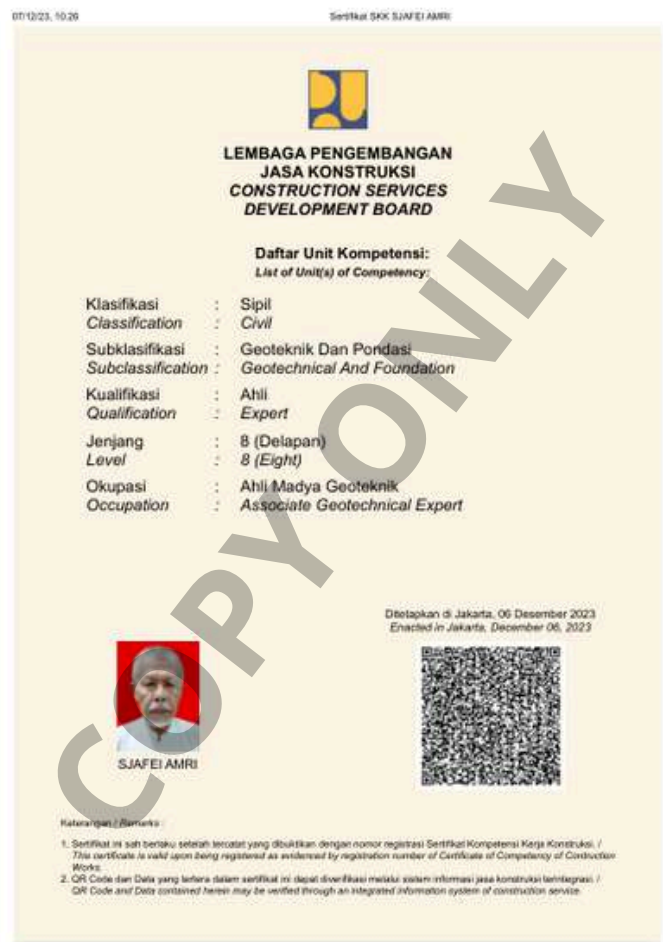 07/12/23, 10.26
Sertifikat SKK SJAFEI AMRI
LEMBAGA PENGEMBANGAN
JASA KONSTRUKSI
CONSTRUCTION SERVICES
DEVELOPMENT BOARD
Daftar Unit Kompetensi:
List of Unit(s) of Competency:
Klasifikasi : Sipil
Classification : Civil
Subklasifikasi : Geoteknik Dan Pondasi
Subclassification : Geotechnical And Foundation
Kualifikasi : Ahli
Qualification : Expert
Jenjang : 8 (Delapan)
Level : 8 (Eight)
Okupasi : Ahli Madya Geoteknik
Occupation : Associate Geotechnical Expert
Ditetapkan di Jakarta, 06 Desember 2023
Enacted in Jakarta, December 06, 2023
SJAFEI AMRI
COPY ONLY
Keterangan / Remarks :
1. Sertifikat ini sah berlaku setelah tercatat yang dibuktikan dengan nomor registrasi Sertifikat Kompetensi Kerja Konstruksi. /
This certificate is valid upon being registered as evidenced by registration number of Certificate of Competency of Contruction
Works.
2. QR Code dan Data yang tertera dalam sertifikat ini dapat diverifikasi melalui sistem informasi jasa konstruksi terintegrasi. /
QR Code and Data contained herein may be verified through an integrated information system of construction service.